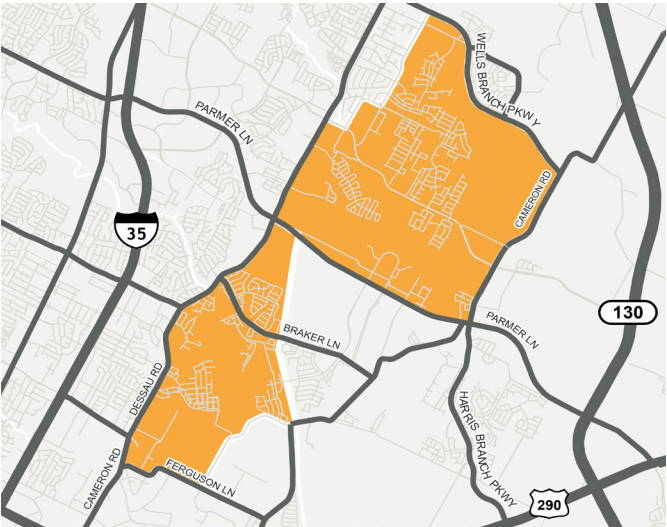 WELLS BRANCH PKWY
PARMER LN
CAMERON RD
35
130
PARMER LN
BRAKER LN
DESSAU RD
HARRIS BRANCH PKWY
CAMERON RD
FERGUSON LN
290